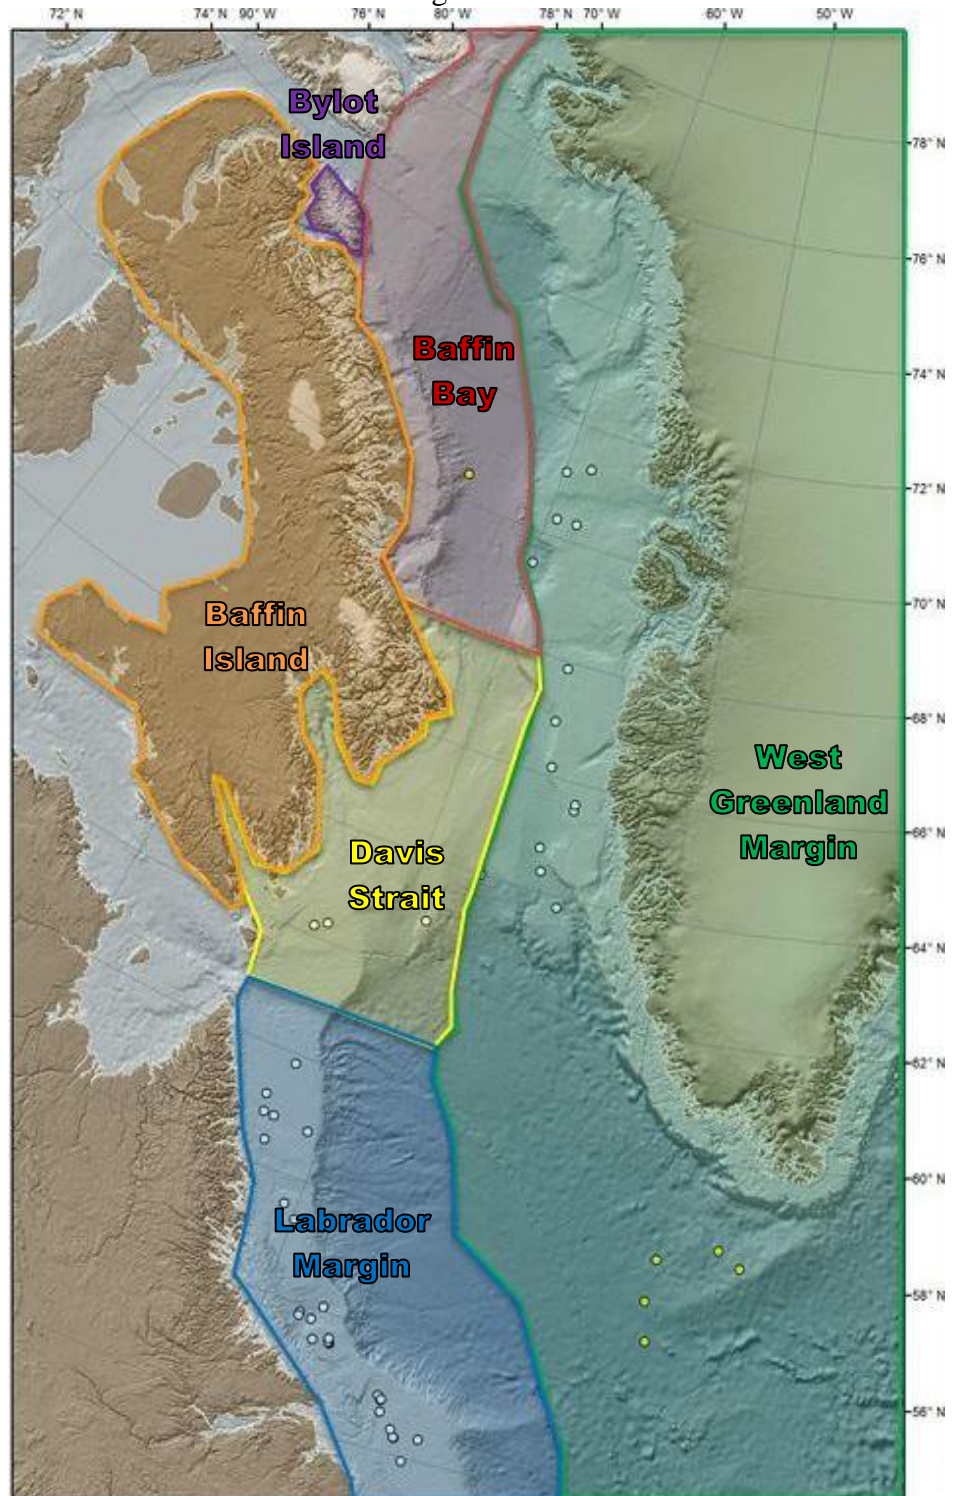 72° N
74° N
90° W
76° N
80° W
78° N
70° W
60° W
50° W
Bylot
Island
78° N
76° N
Baffin
Bay
74° N
72° N
70° N
Baffin
Island
68° N
West
Greenland
Margin
66° N
Davis
Strait
64° N
62° N
60° N
Labrador
Margin
58° N
56° N